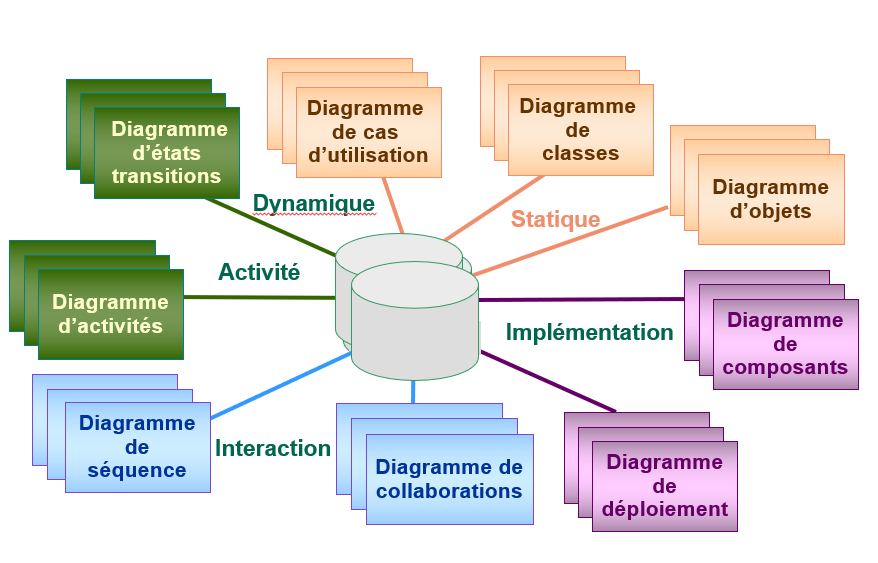 Diagramme
d'états
transitions
Diagramme
de cas
d'utilisation
Diagramme
de
classes
Diagramme
d'objets
Dynamique
Statique
Activité
Diagramme
d'activités
Implémentation
Diagramme
de
composants
Diagramme
de
séquence
Interaction
Diagramme de
collaborations
Diagramme
de
déploiement